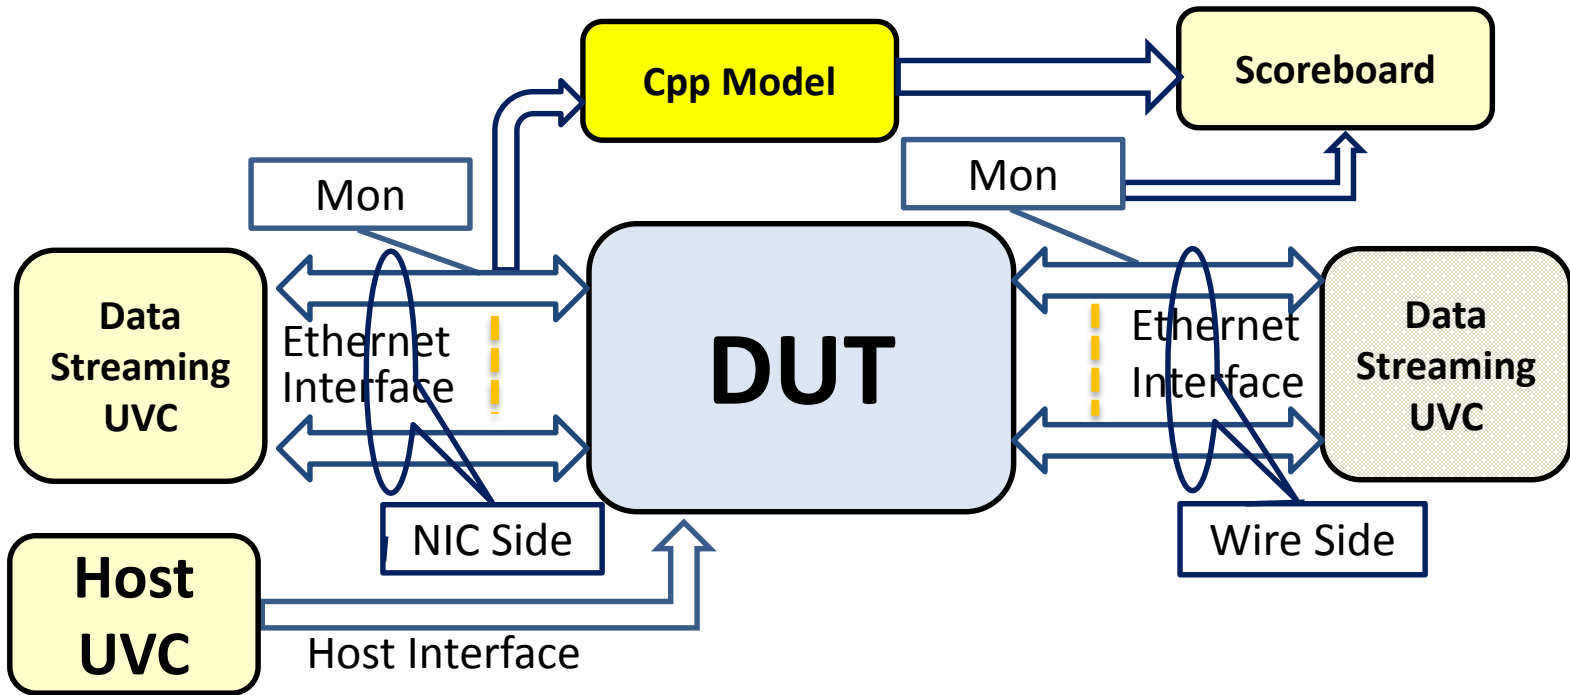 Cpp Model
Scoreboard
Mon
Mon
Data
Streaming
UVC
Ethernet
Interface
DUT
Ethernet
Interface
Data
Streaming
UVC
NIC Side
Wire Side
Host
UVC
Host Interface